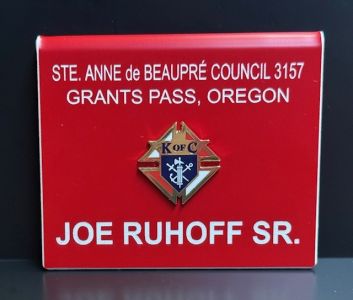 STE. ANNE de BEAUPRÉ COUNCIL 3157
GRANTS PASS, OREGON
K OF C
JOE RUHOFF SR.